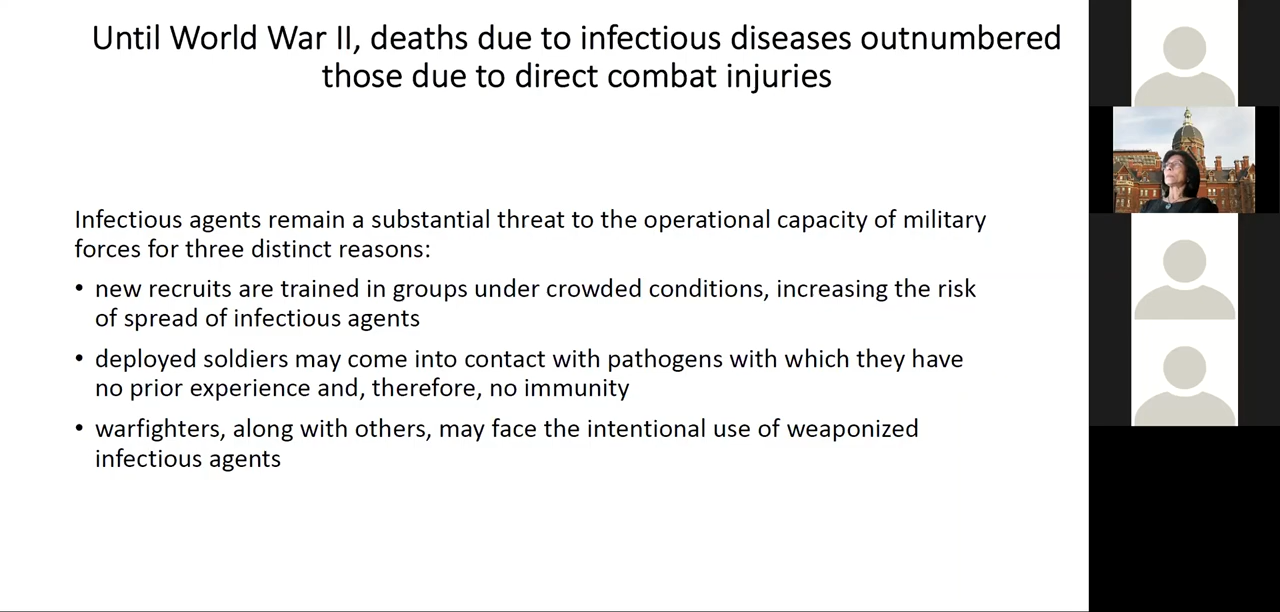 Until World War II, deaths due to infectious diseases outnumbered
those due to direct combat injuries
Infectious agents remain a substantial threat to the operational capacity of military
forces for three distinct reasons:
• new recruits are trained in groups under crowded conditions, increasing the risk
of spread of infectious agents
• deployed soldiers may come into contact with pathogens with which they have
no prior experience and, therefore, no immunity
• warfighters, along with others, may face the intentional use of weaponized
infectious agents